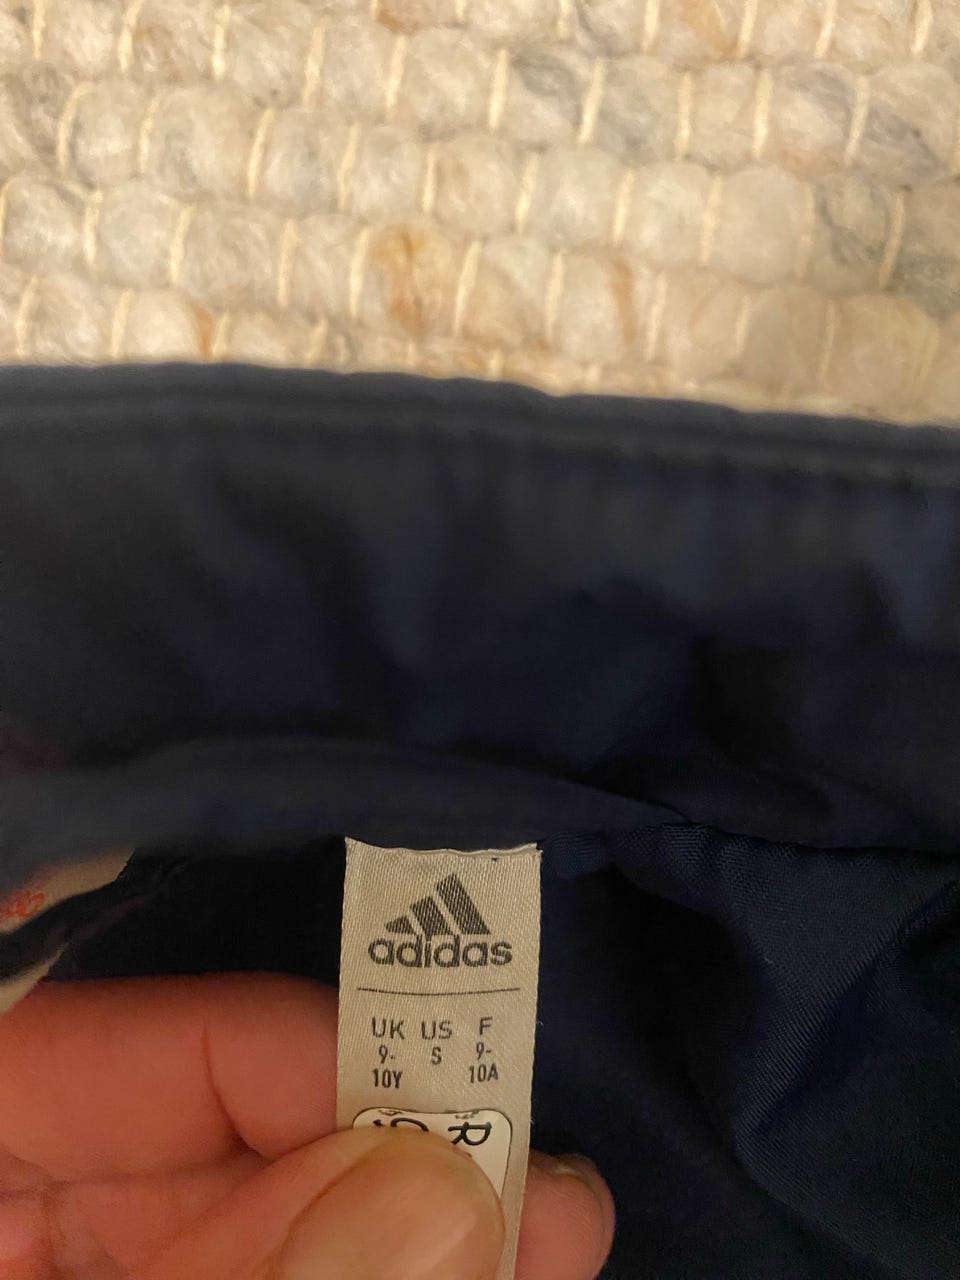 adidas
UK US F
9- S 9-
10Y 10A
R